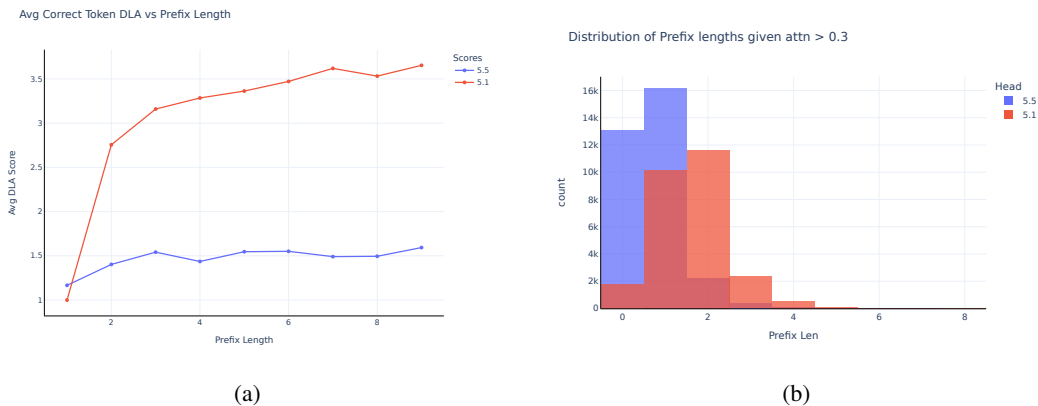 Avg Correct Token DLA vs Prefix Length
Scores
5.5
5.1
Avg DLA Score
3.5
3
2.5
2
1.5
1
2
4
6
8
Prefix Length
(a)
Distribution of Prefix lengths given attn > 0.3
Head
5.5
5.1
count
16k
14k
12k
10k
8k
6k
4k
2k
0
0
2
4
6
8
Prefix Len
(b)